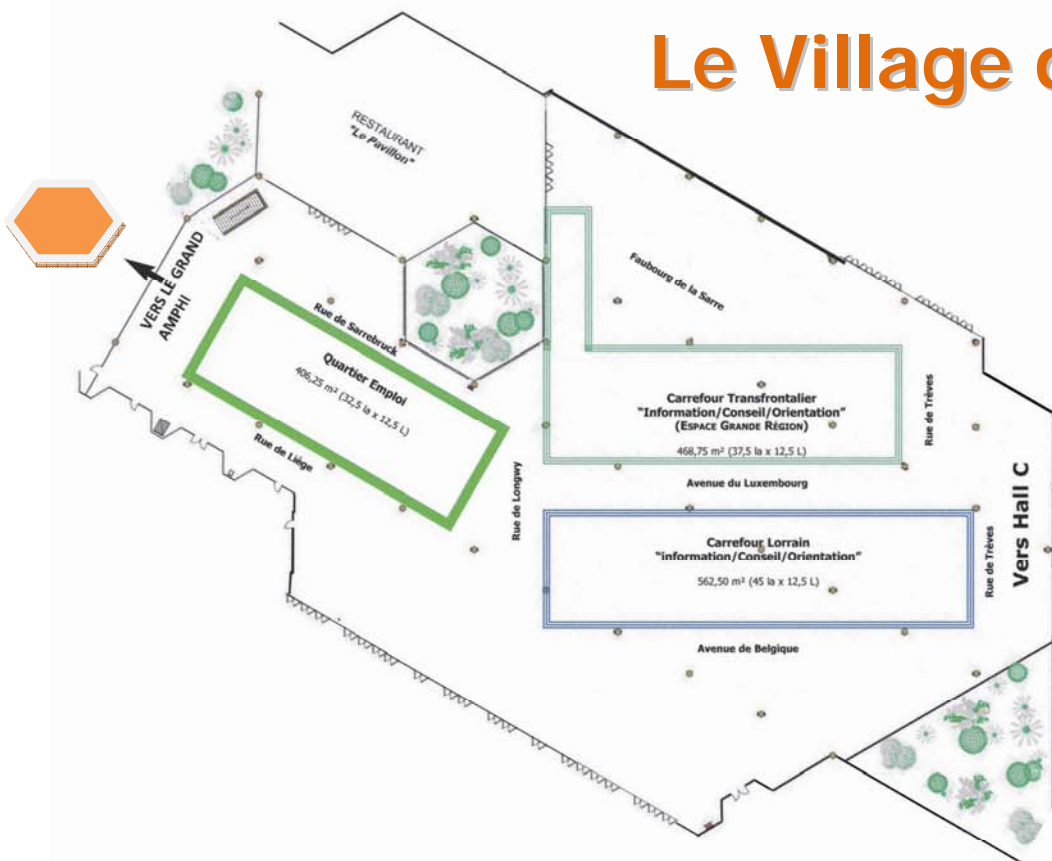 Le Village d
RESTAURANT
"Le Pavillon"
VERS LE GRAND
AMPHI
Faubourg de la Sarre
Rue de Sarrebruck
Quartier Emploi
406,25 m² (32,5 la x 12,5 L)
Rue de Liége
Rue de Longwy
Carrefour Transfrontalier
"Information/Conseil/Orientation"
(ESPACE GRANDE RÉGION)
468,75 m² (37,5 la x 12,5 L)
Rue de Trèves
Avenue du Luxembourg
Carrefour Lorrain
"information/Conseil/Orientation"
562,50 m² (45 la x 12,5 L)
Rue de Trèves
Vers Hall C
Avenue de Belgique